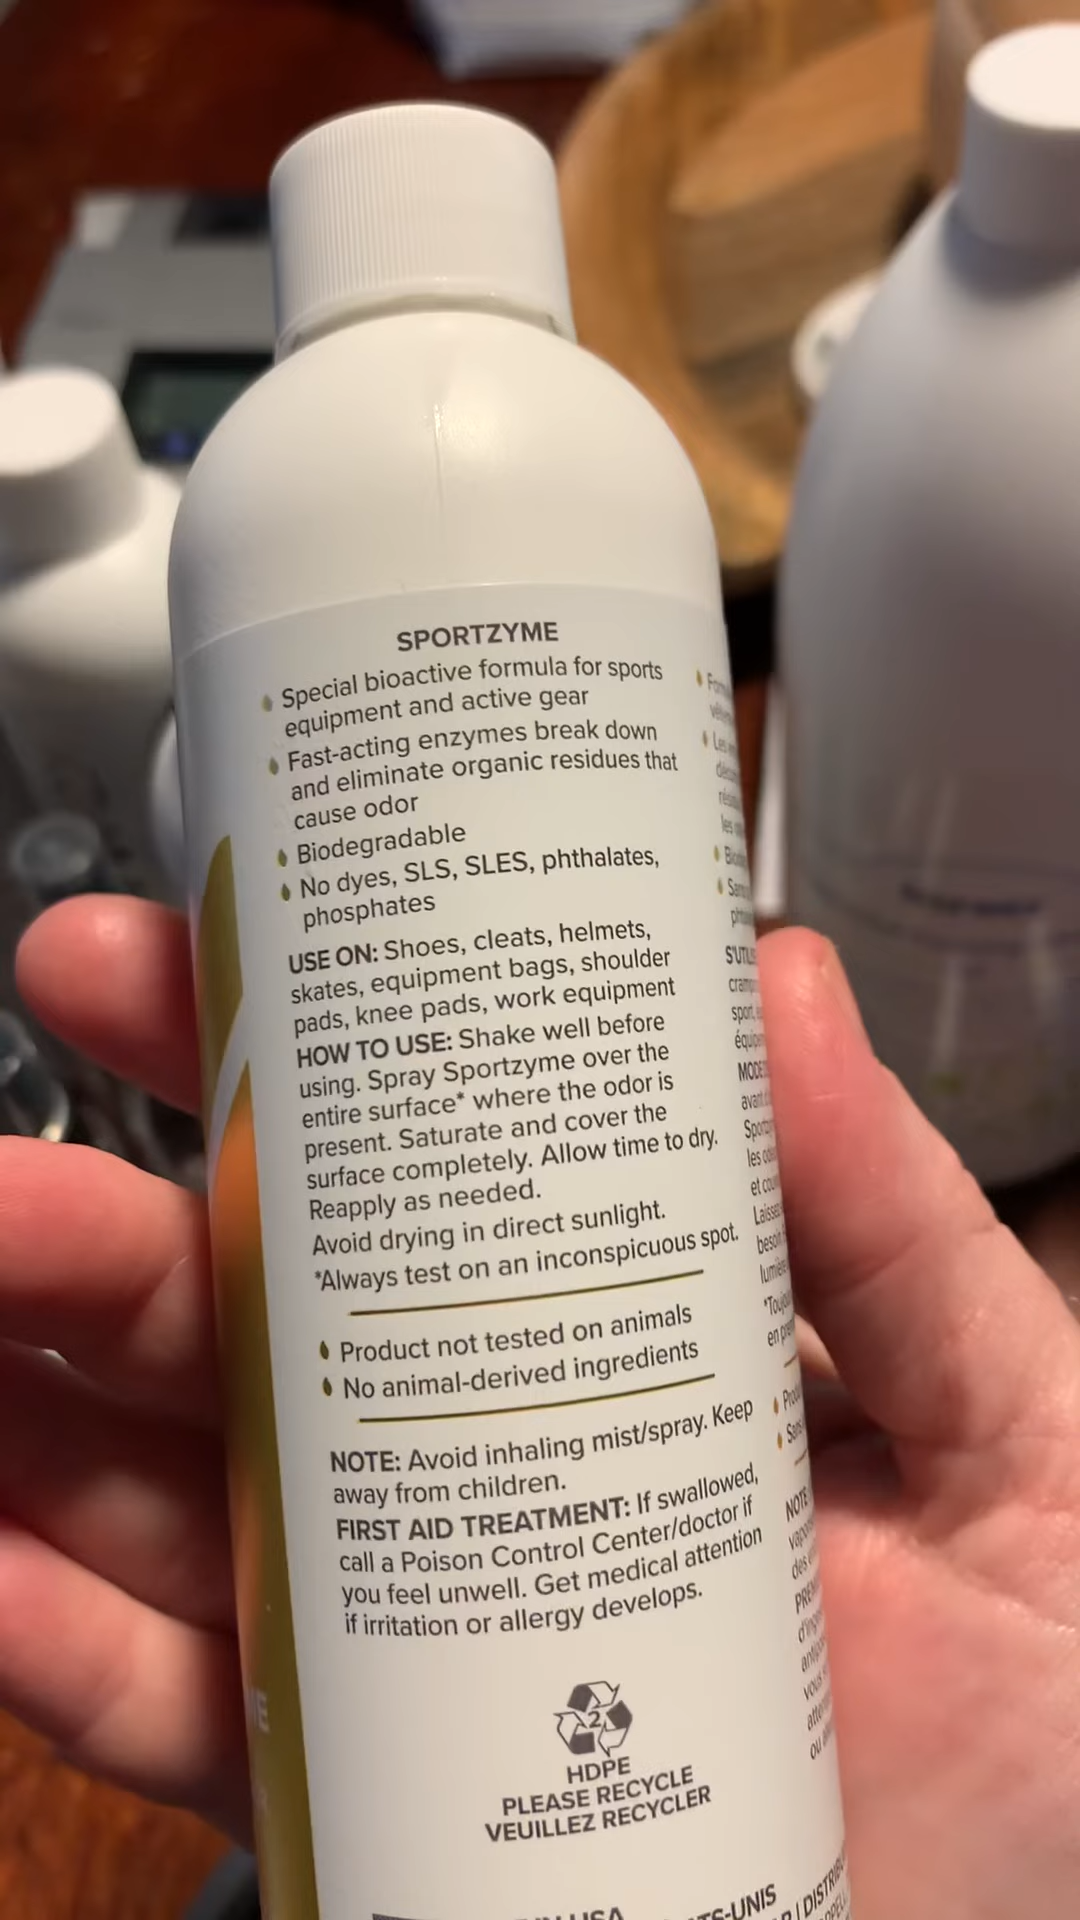 SPORTZYME
Special bioactive formula for sports
equipment and active gear
Fast-acting enzymes break down
and eliminate organic residues that
cause odor
Biodegradable
No dyes, SLS, SLES, phthalates,
phosphates
USE ON: Shoes, cleats, helmets,
skates, equipment bags, shoulder
pads, knee pads, work equipment
HOW TO USE: Shake well before
using. Spray Sportzyme over the
entire surface* where the odor is
present. Saturate and cover the
surface completely. Allow time to dry.
Reapply as needed.
Avoid drying in direct sunlight.
*Always test on an inconspicuous spot.
Product not tested on animals
No animal-derived ingredients
NOTE: Avoid inhaling mist/spray. Keep
away from children.
FIRST AID TREATMENT: If swallowed,
call a Poison Control Center/doctor if
you feel unwell. Get medical attention
if irritation or allergy develops.
2
HDPE
PLEASE RECYCLE
VEUILLEZ RECYCLER
USA
NOTE